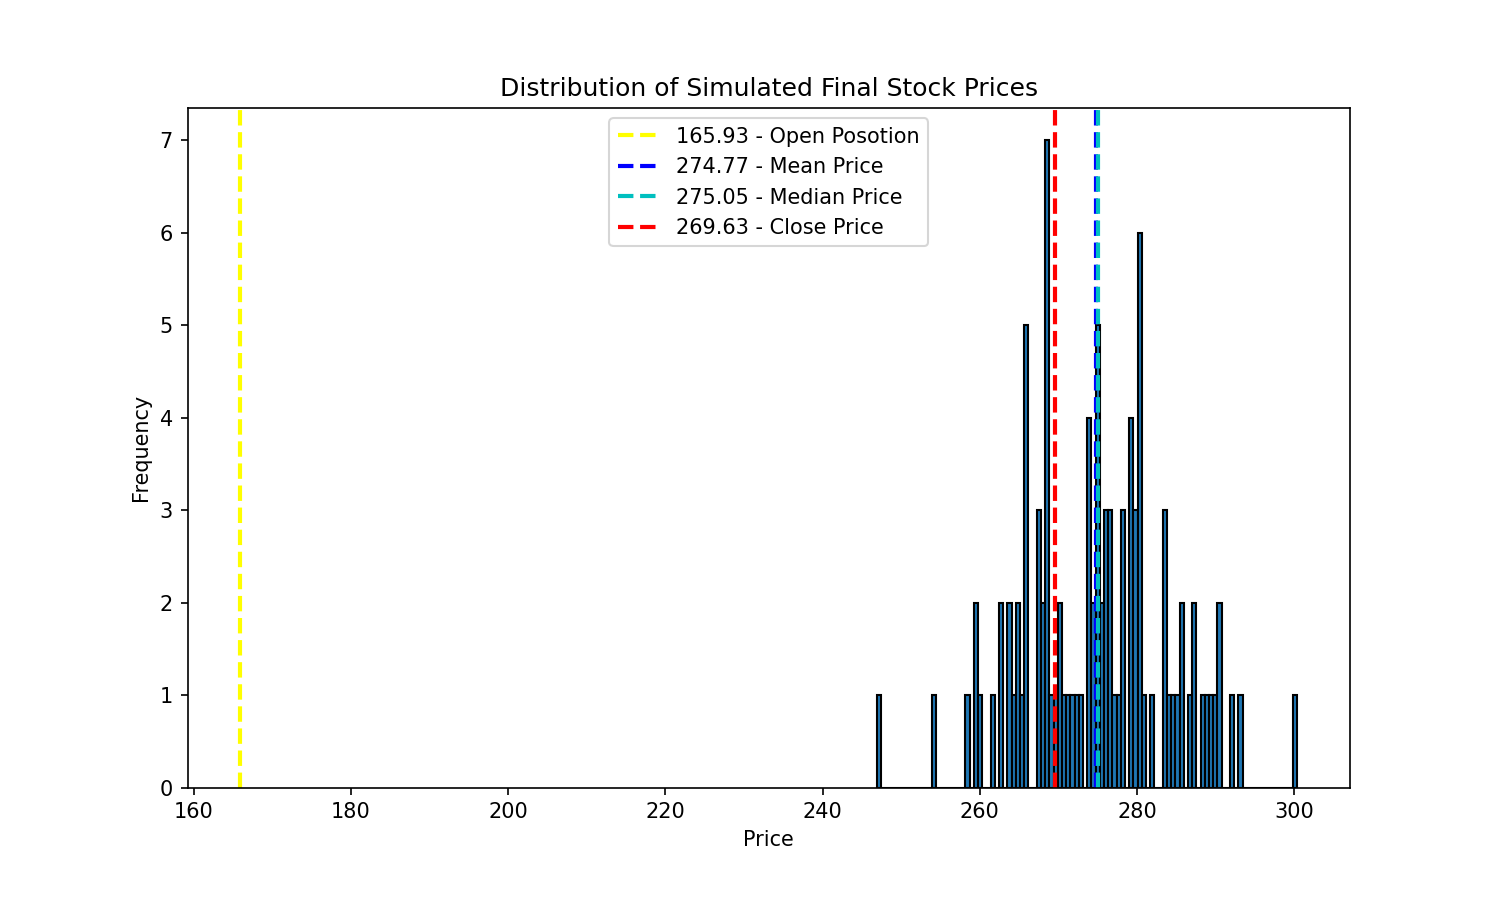 Distribution of Simulated Final Stock Prices
165.93 - Open Posotion
274.77 - Mean Price
275.05 - Median Price
269.63 - Close Price
Frequency
7
6
5
4
3
2
1
0
160 180 200 220 240 260 280 300
Price